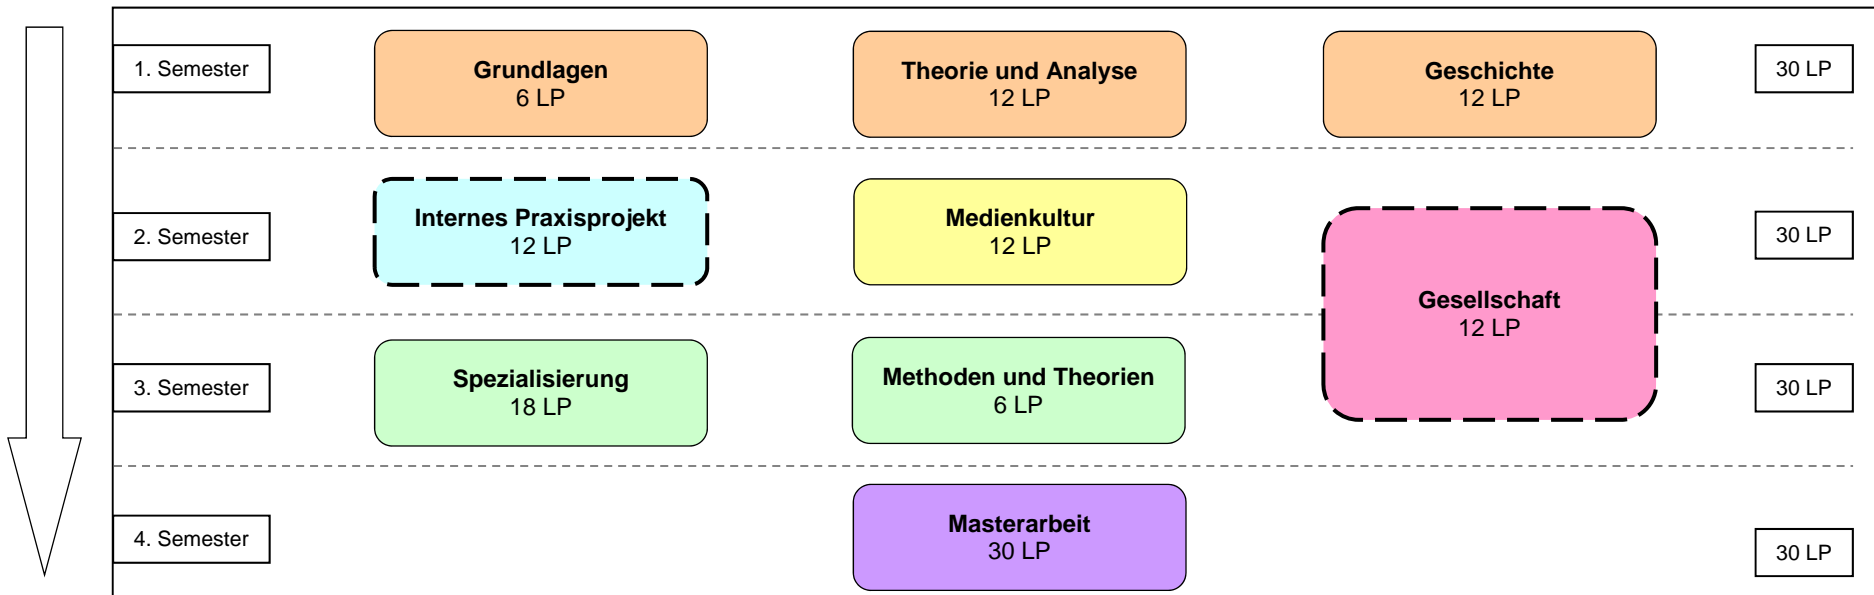 1. Semester
Grundlagen
6 LP
Theorie und Analyse
12 LP
Geschichte
12 LP
30 LP
2. Semester
Internes Praxisprojekt
12 LP
Medienkultur
12 LP
Gesellschaft
12 LP
30 LP
3. Semester
Spezialisierung
18 LP
Methoden und Theorien
6 LP
30 LP
4. Semester
Masterarbeit
30 LP
30 LP